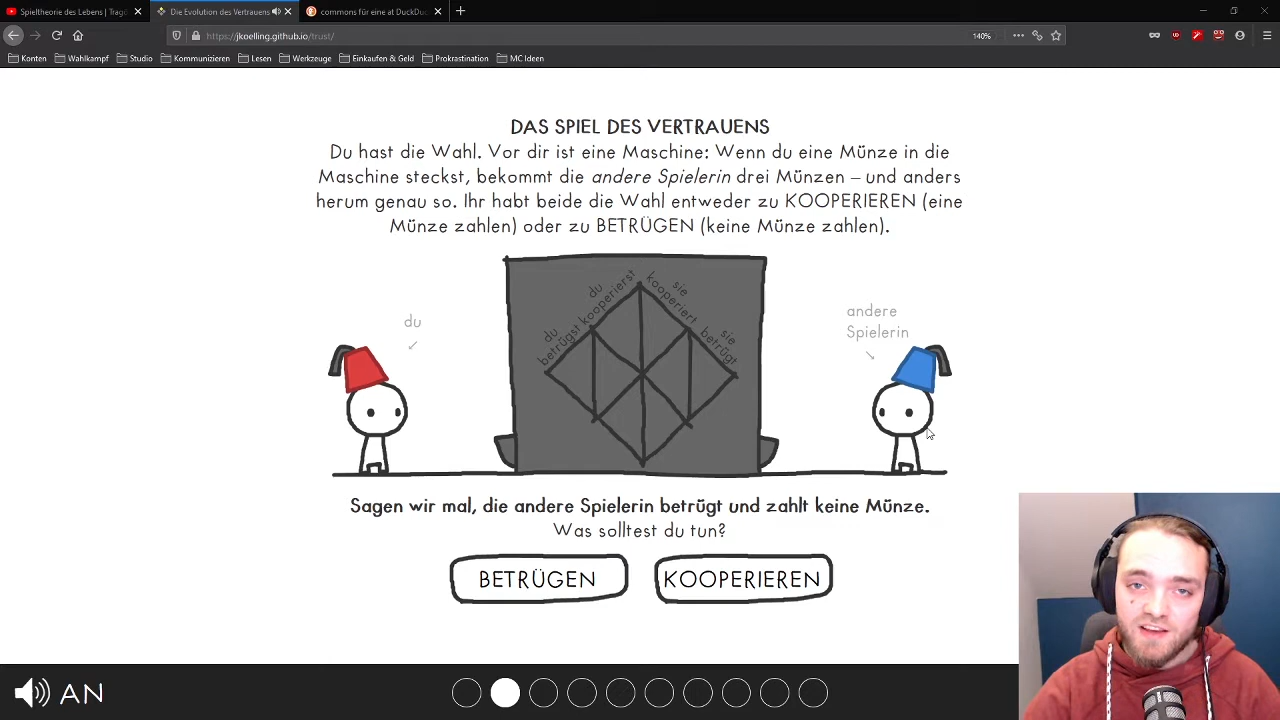 Spieltheorie des Lebens | Trago
Die Evolution des Vertrauens
commons für eine at DuckDuc
https://jkoelling.github.io/trust/
140%
Konten
Wahlkampf
Studio
Kommunizieren
Lesen
Werkzeuge
Einkaufen & Geld
Prokrastination
MC Ideen
DAS SPIEL DES VERTRAUENS
Du hast die Wahl. Vor dir ist eine Maschine: Wenn du eine Münze in die
Maschine steckst, bekommt die andere Spielerin drei Münzen – und anders
herum genau so. Ihr habt beide die Wahl entweder zu KOOPERIEREN (eine
Münze zahlen) oder zu BETRÜGEN (keine Münze zahlen).
du
betrügst
du
kooperierst
sie
kooperiert
sie
betrügt
du
andere
Spielerin
Sagen wir mal, die andere Spielerin betrügt und zahlt keine Münze.
Was solltest du tun?
BETRÜGEN
KOOPERIEREN
AN